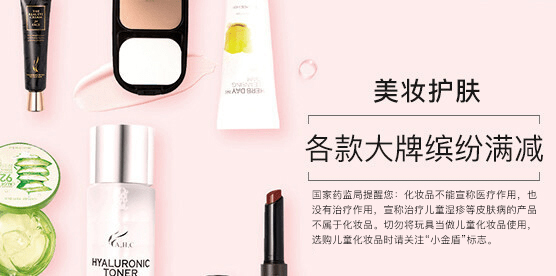 美妆护肤
各款大牌缤纷满减
国家药监局提醒您：化妆品不能宣称医疗作用，也
没有治疗作用，宣称治疗儿童湿疹等皮肤病的产品
不属于化妆品。切勿将玩具当做儿童化妆品使用，
选购儿童化妆品时请关注“小金盾”标志。
HERB DAY
92
A.H.C
HYALURONIC
TONER